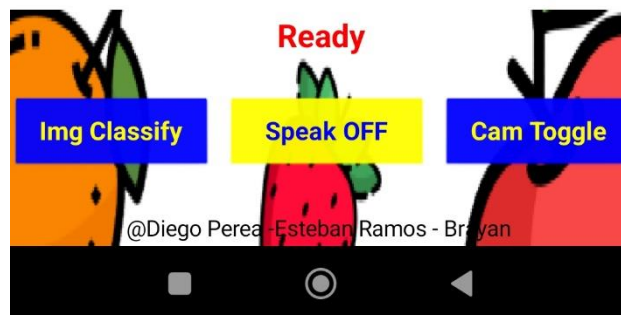 Ready
Img Classify Speak OFF Cam Toggle
@Diego Perea -Esteban Ramos - Brayan